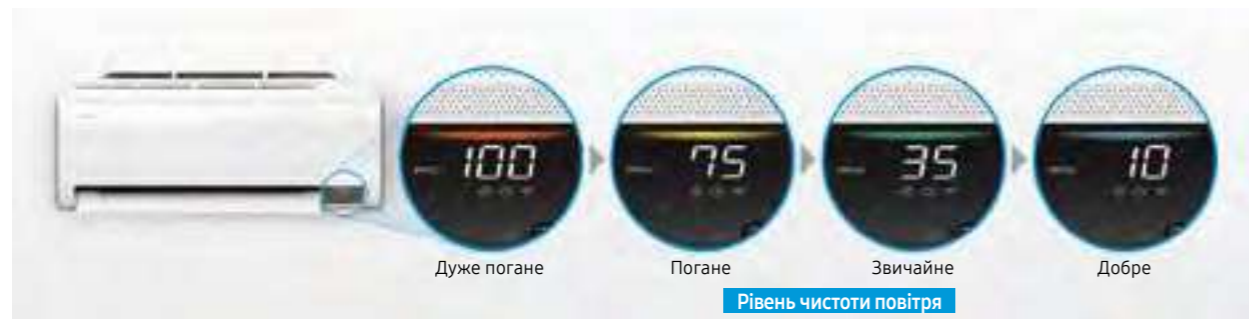 100
75
35
10
Дуже погане
Погане
Звичайне
Добре
Рівень чистоти повітря